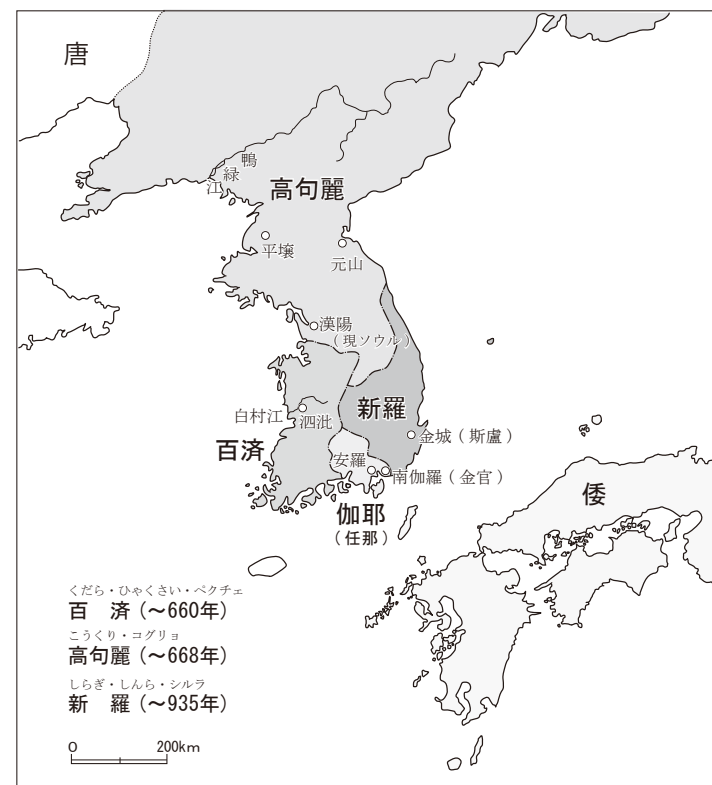 唐
鴨
緑
江
高句麗
平壌
元山
漢陽
(現ソウル)
新羅
白村江
泗沘
金城(斯盧)
百済
安羅
南伽羅(金官)
倭
伽耶
(任那)
くだら・ひゃくさい・ペクチェ
百 済(〜660年)
こうくり・コグリョ
高句麗(〜668年)
しらぎ・しんら・シルラ
新 羅(〜935年)
0 200km